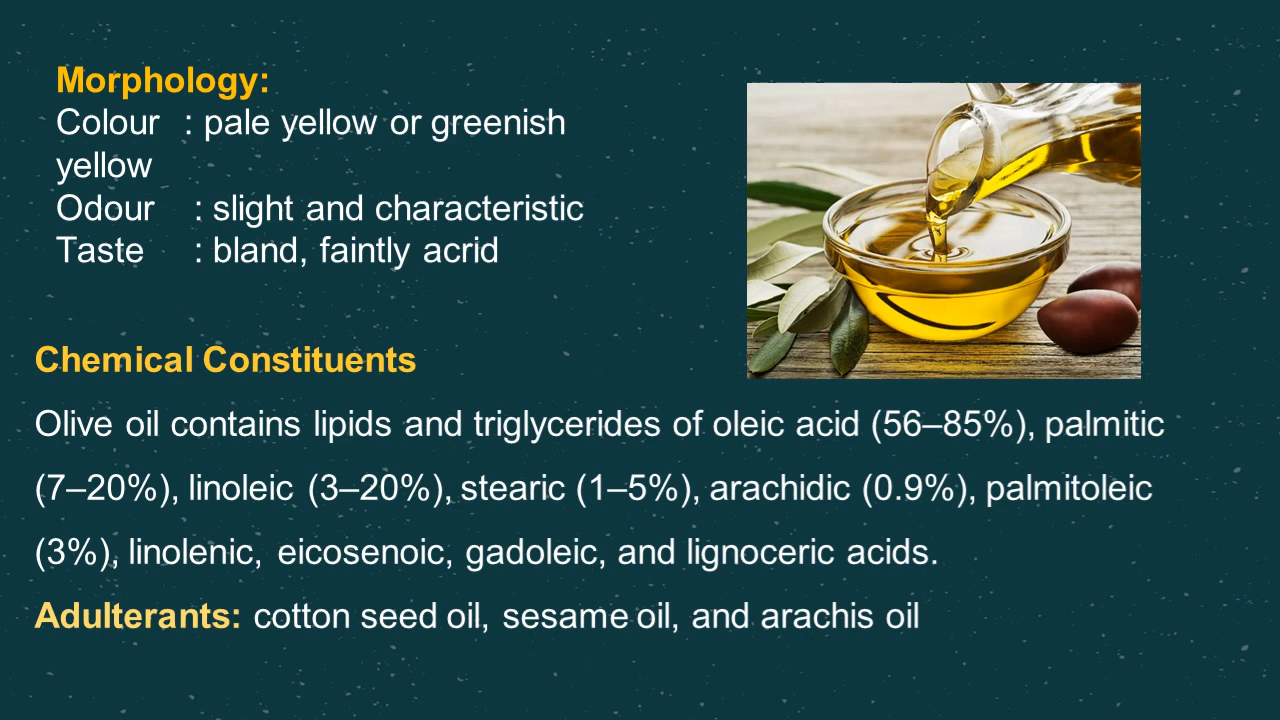 Morphology:
Colour : pale yellow or greenish
yellow
Odour : slight and characteristic
Taste : bland, faintly acrid
Chemical Constituents
Olive oil contains lipids and triglycerides of oleic acid (56–85%), palmitic
(7–20%), linoleic (3–20%), stearic (1–5%), arachidic (0.9%), palmitoleic
(3%), linolenic, eicosenoic, gadoleic, and lignoceric acids.
Adulterants: cotton seed oil, sesame oil, and arachis oil